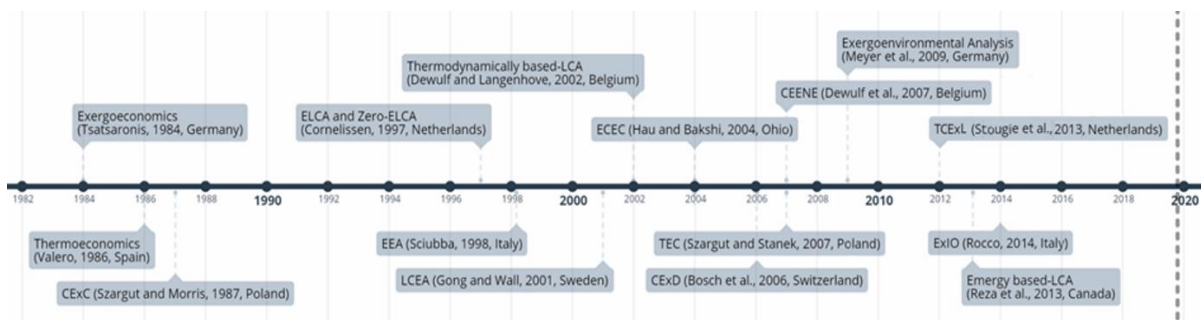 Exergoenvironmental Analysis
(Meyer et al., 2009, Germany)
Thermodynamically based-LCA
(Dewulf and Langenhove, 2002, Belgium)
CEENE (Dewulf et al., 2007, Belgium)
Exergoeconomics
(Tsatsaronis, 1984, Germany)
ELCA and Zero-ELCA
(Cornelissen, 1997, Netherlands)
ECEC (Hau and Bakshi, 2004, Ohio)
TCExL (Stougie et al., 2013, Netherlands)
1982 1984 1986 1988 1990 1992 1994 1996 1998 2000 2002 2004 2006 2008 2010 2012 2014 2016 2018 2020
Thermoeconomics
(Valero, 1986, Spain)
EEA (Sciubba, 1998, Italy)
TEC (Szargut and Stanek, 2007, Poland)
ExIO (Rocco, 2014, Italy)
CExC (Szargut and Morris, 1987, Poland)
LCEA (Gong and Wall, 2001, Sweden)
CExD (Bosch et al., 2006, Switzerland)
Emergy based-LCA
(Reza et al., 2013, Canada)